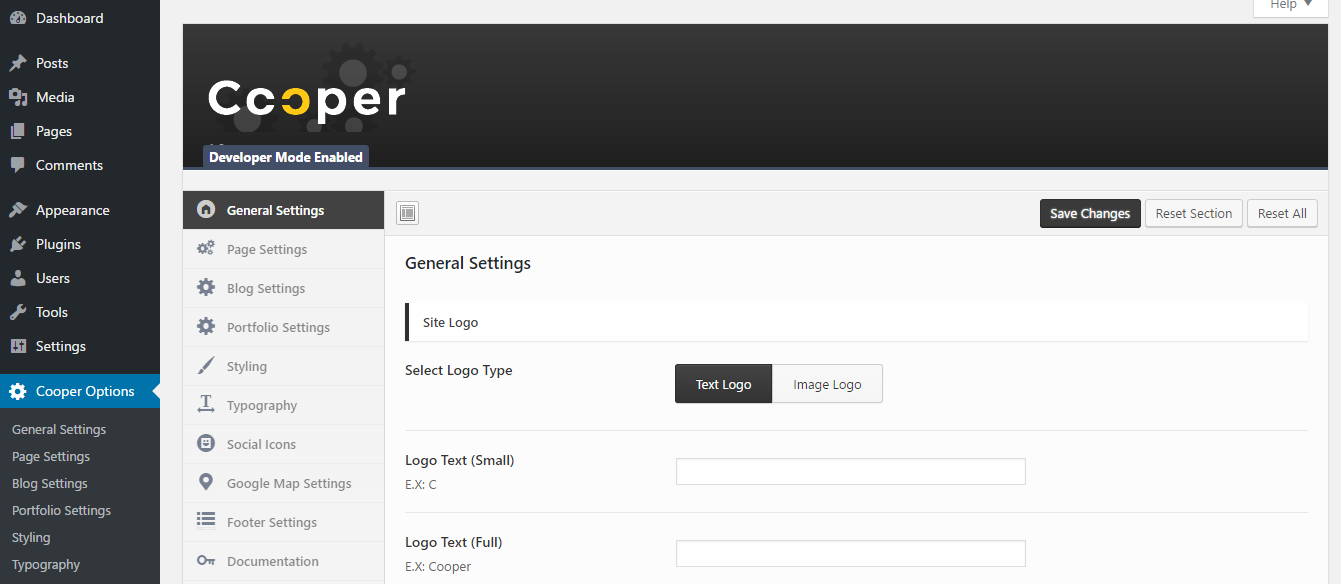 Dashboard
Posts
Media
Pages
Comments
Appearance
Plugins
Users
Tools
Settings
Cooper Options
General Settings
Page Settings
Blog Settings
Portfolio Settings
Styling
Typography
Help
Cooper
Developer Mode Enabled
General Settings
Page Settings
Blog Settings
Portfolio Settings
Styling
Typography
Social Icons
Google Map Settings
Footer Settings
Documentation
Save Changes Reset Section Reset All
General Settings
Site Logo
Select Logo Type
Text Logo Image Logo
Logo Text (Small)
E.X: C
Logo Text (Full)
E.X: Cooper